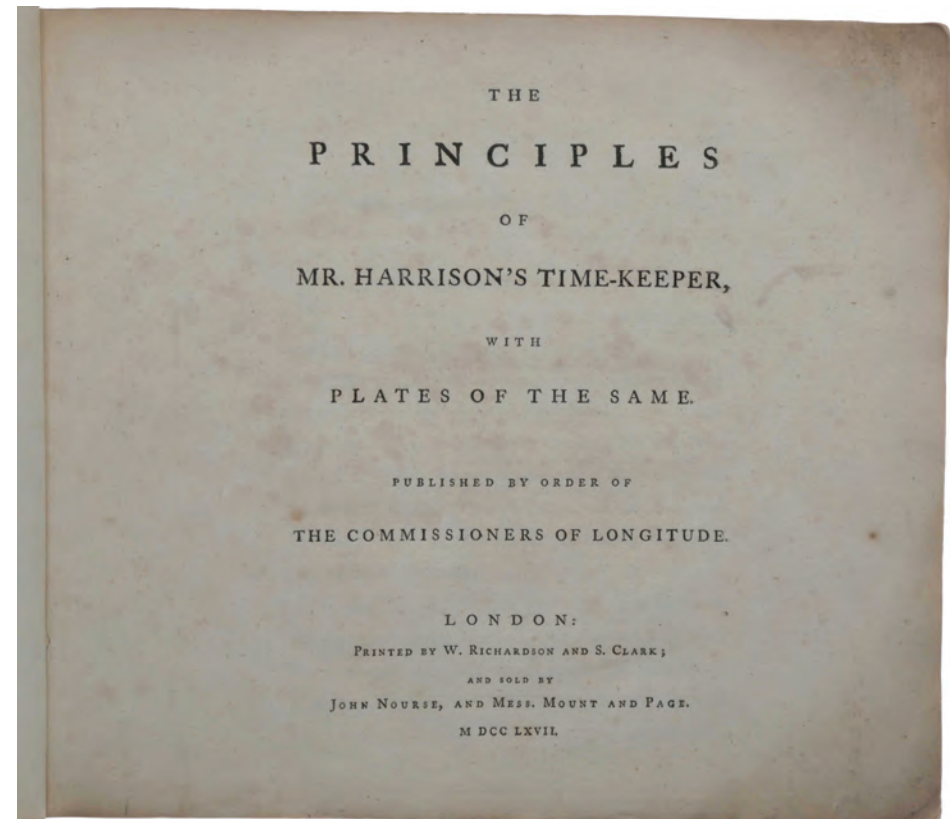 THE
PRINCIPLES
OF
MR. HARRISON'S TIME-KEEPER,
WITH
PLATES OF THE SAME.
PUBLISHED BY ORDER OF
THE COMMISSIONERS OF LONGITUDE.
LONDON:
PRINTED BY W. RICHARDSON AND S. CLARK;
AND SOLD BY
JOHN NOURSE, AND MESS. MOUNT AND PAGE.
M DCC LXVII.